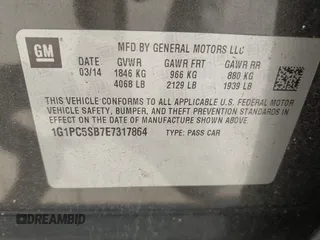 GM
MFD BY GENERAL MOTORS LLC
DATE GVWR GAWR FRT GAWR RR
03/14 1846 KG 966 KG 880 KG
4068 LB 2129 LB 1939 LB
THIS VEHICLE CONFORMS TO ALL APPLICABLE U.S. FEDERAL MOTOR
VEHICLE SAFETY, BUMPER, AND THEFT PREVENTION STANDARDS
IN EFFECT ON THE DATE OF MANUFACTURE SHOWN ABOVE.
1G1PC5SB7E7317864 TYPE: PASS CAR
DREAMBID